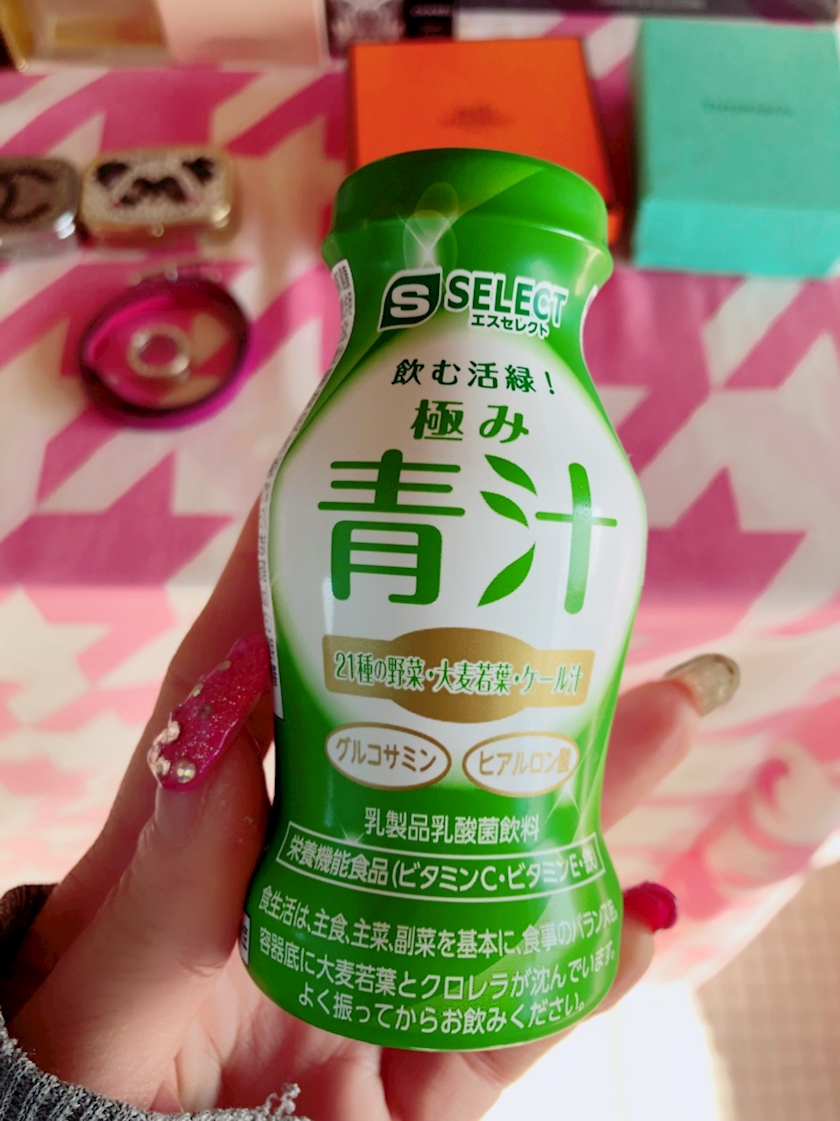 S SELECT
エスセレクト
飲む活緑！
極み
青汁
21種の野菜・大麦若葉・ケール汁
グルコサミン ヒアルロン酸
乳製品乳酸菌飲料
栄養機能食品(ビタミンC・ビタミンE・鉄)
食生活は、主食、主菜、副菜を基本に、食事のバランスを。
容器底に大麦若葉とクロレラが沈んでいます。
よく振ってからお飲みください。